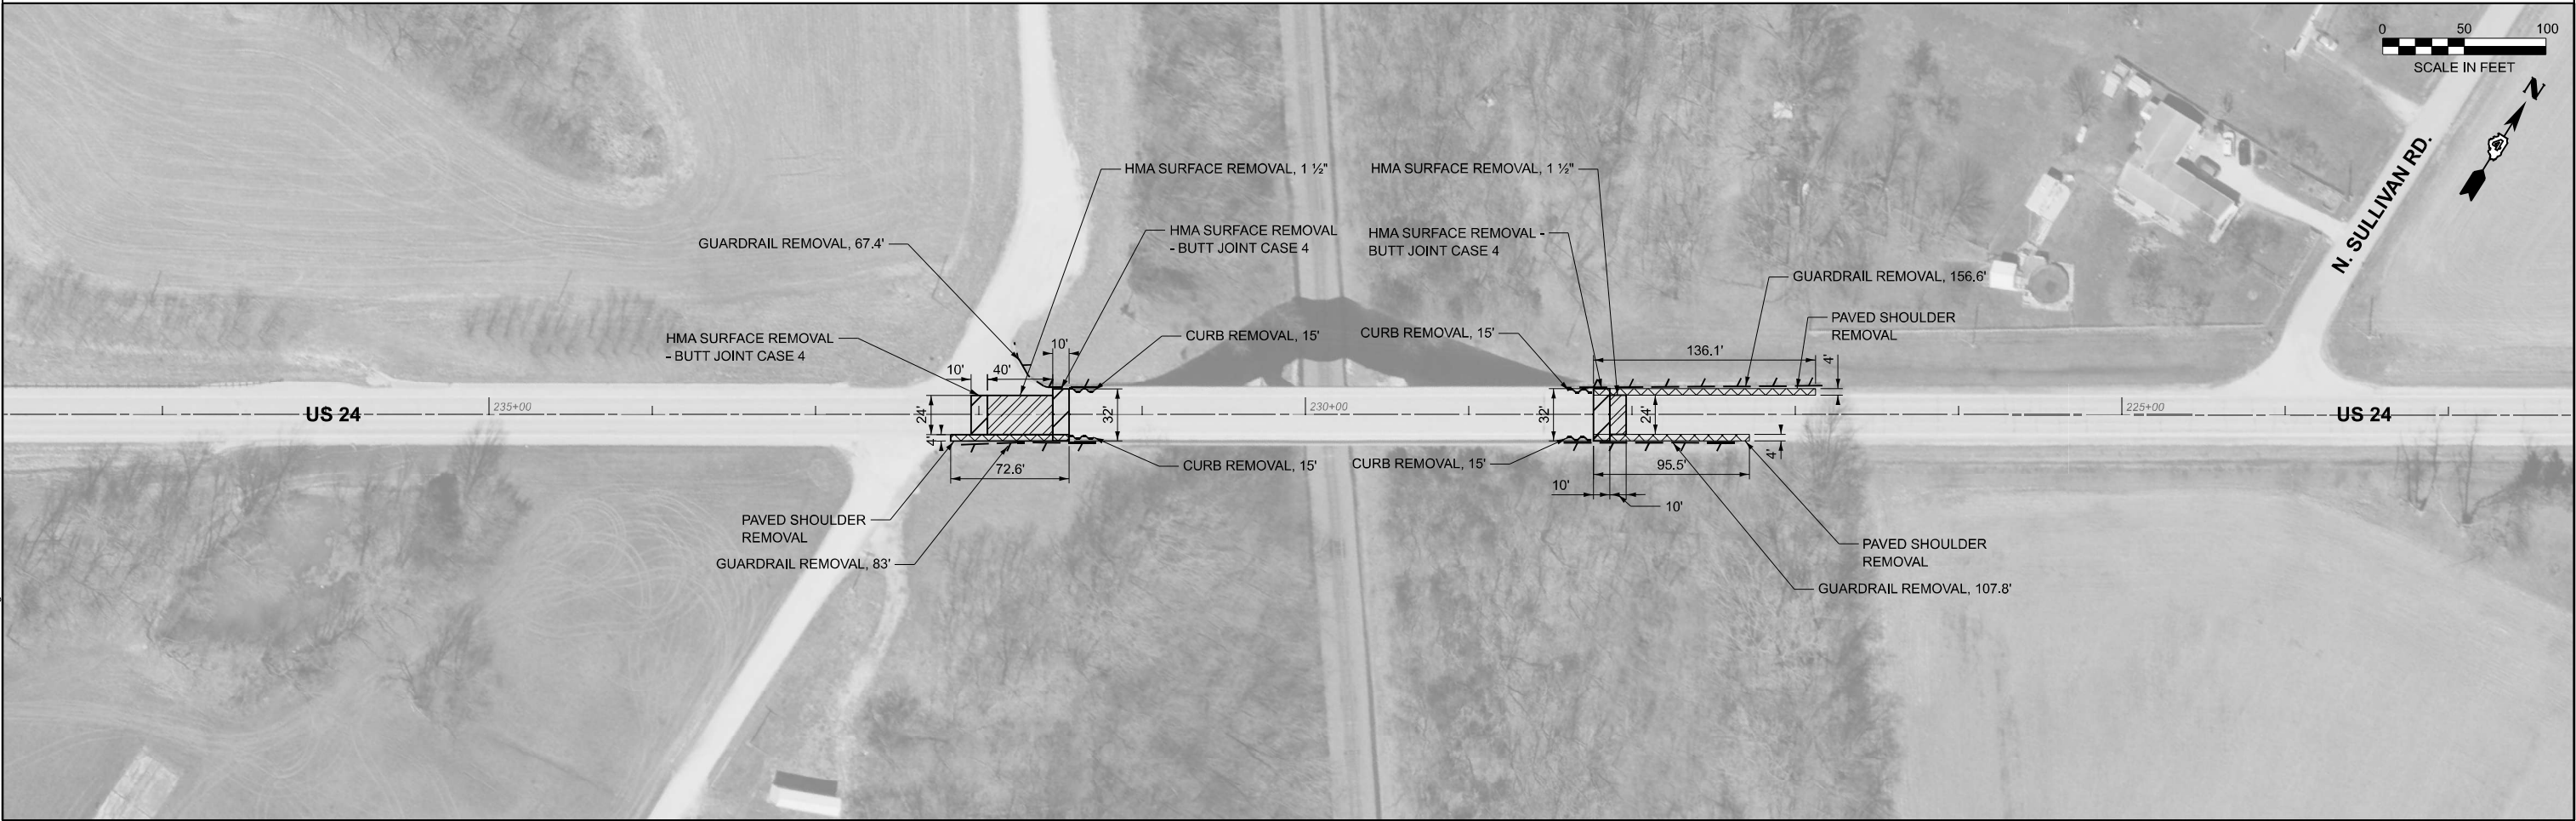 0 50 100
SCALE IN FEET
N
4
N. SULLIVAN RD.
HMA SURFACE REMOVAL, 1 ½"
HMA SURFACE REMOVAL, 1 ½"
GUARDRAIL REMOVAL, 67.4'
HMA SURFACE REMOVAL
- BUTT JOINT CASE 4
HMA SURFACE REMOVAL -
BUTT JOINT CASE 4
GUARDRAIL REMOVAL, 156.6'
PAVED SHOULDER
REMOVAL
HMA SURFACE REMOVAL
- BUTT JOINT CASE 4
CURB REMOVAL, 15'
CURB REMOVAL, 15'
10'
136.1'
4'
10'
40'
US 24
235+00
24'
4'
32'
230+00
32'
24'
225+00
US 24
4'
72.6'
CURB REMOVAL, 15'
CURB REMOVAL, 15'
95.5'
10'
10'
PAVED SHOULDER
REMOVAL
GUARDRAIL REMOVAL, 83'
PAVED SHOULDER
REMOVAL
GUARDRAIL REMOVAL, 107.8'